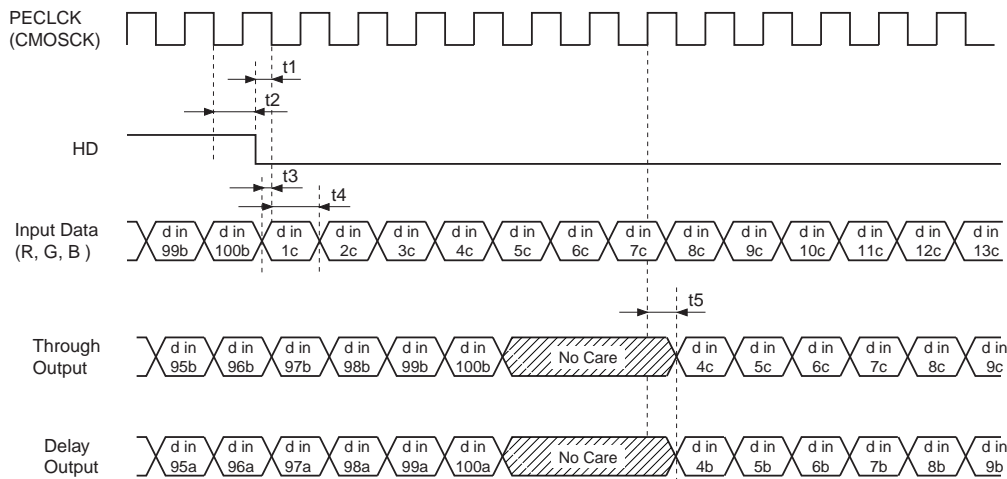 PECLCK
(CMOSCK)
t1
t2
HD
t3
t4
Input Data
(R, G, B )
d in 99b
d in 100b
d in 1c
d in 2c
d in 3c
d in 4c
d in 5c
d in 6c
d in 7c
d in 8c
d in 9c
d in 10c
d in 11c
d in 12c
d in 13c
t5
Through
Output
d in 95b
d in 96b
d in 97b
d in 98b
d in 99b
d in 100b
No Care
d in 4c
d in 5c
d in 6c
d in 7c
d in 8c
d in 9c
Delay
Output
d in 95a
d in 96a
d in 97a
d in 98a
d in 99a
d in 100a
No Care
d in 4b
d in 5b
d in 6b
d in 7b
d in 8b
d in 9b